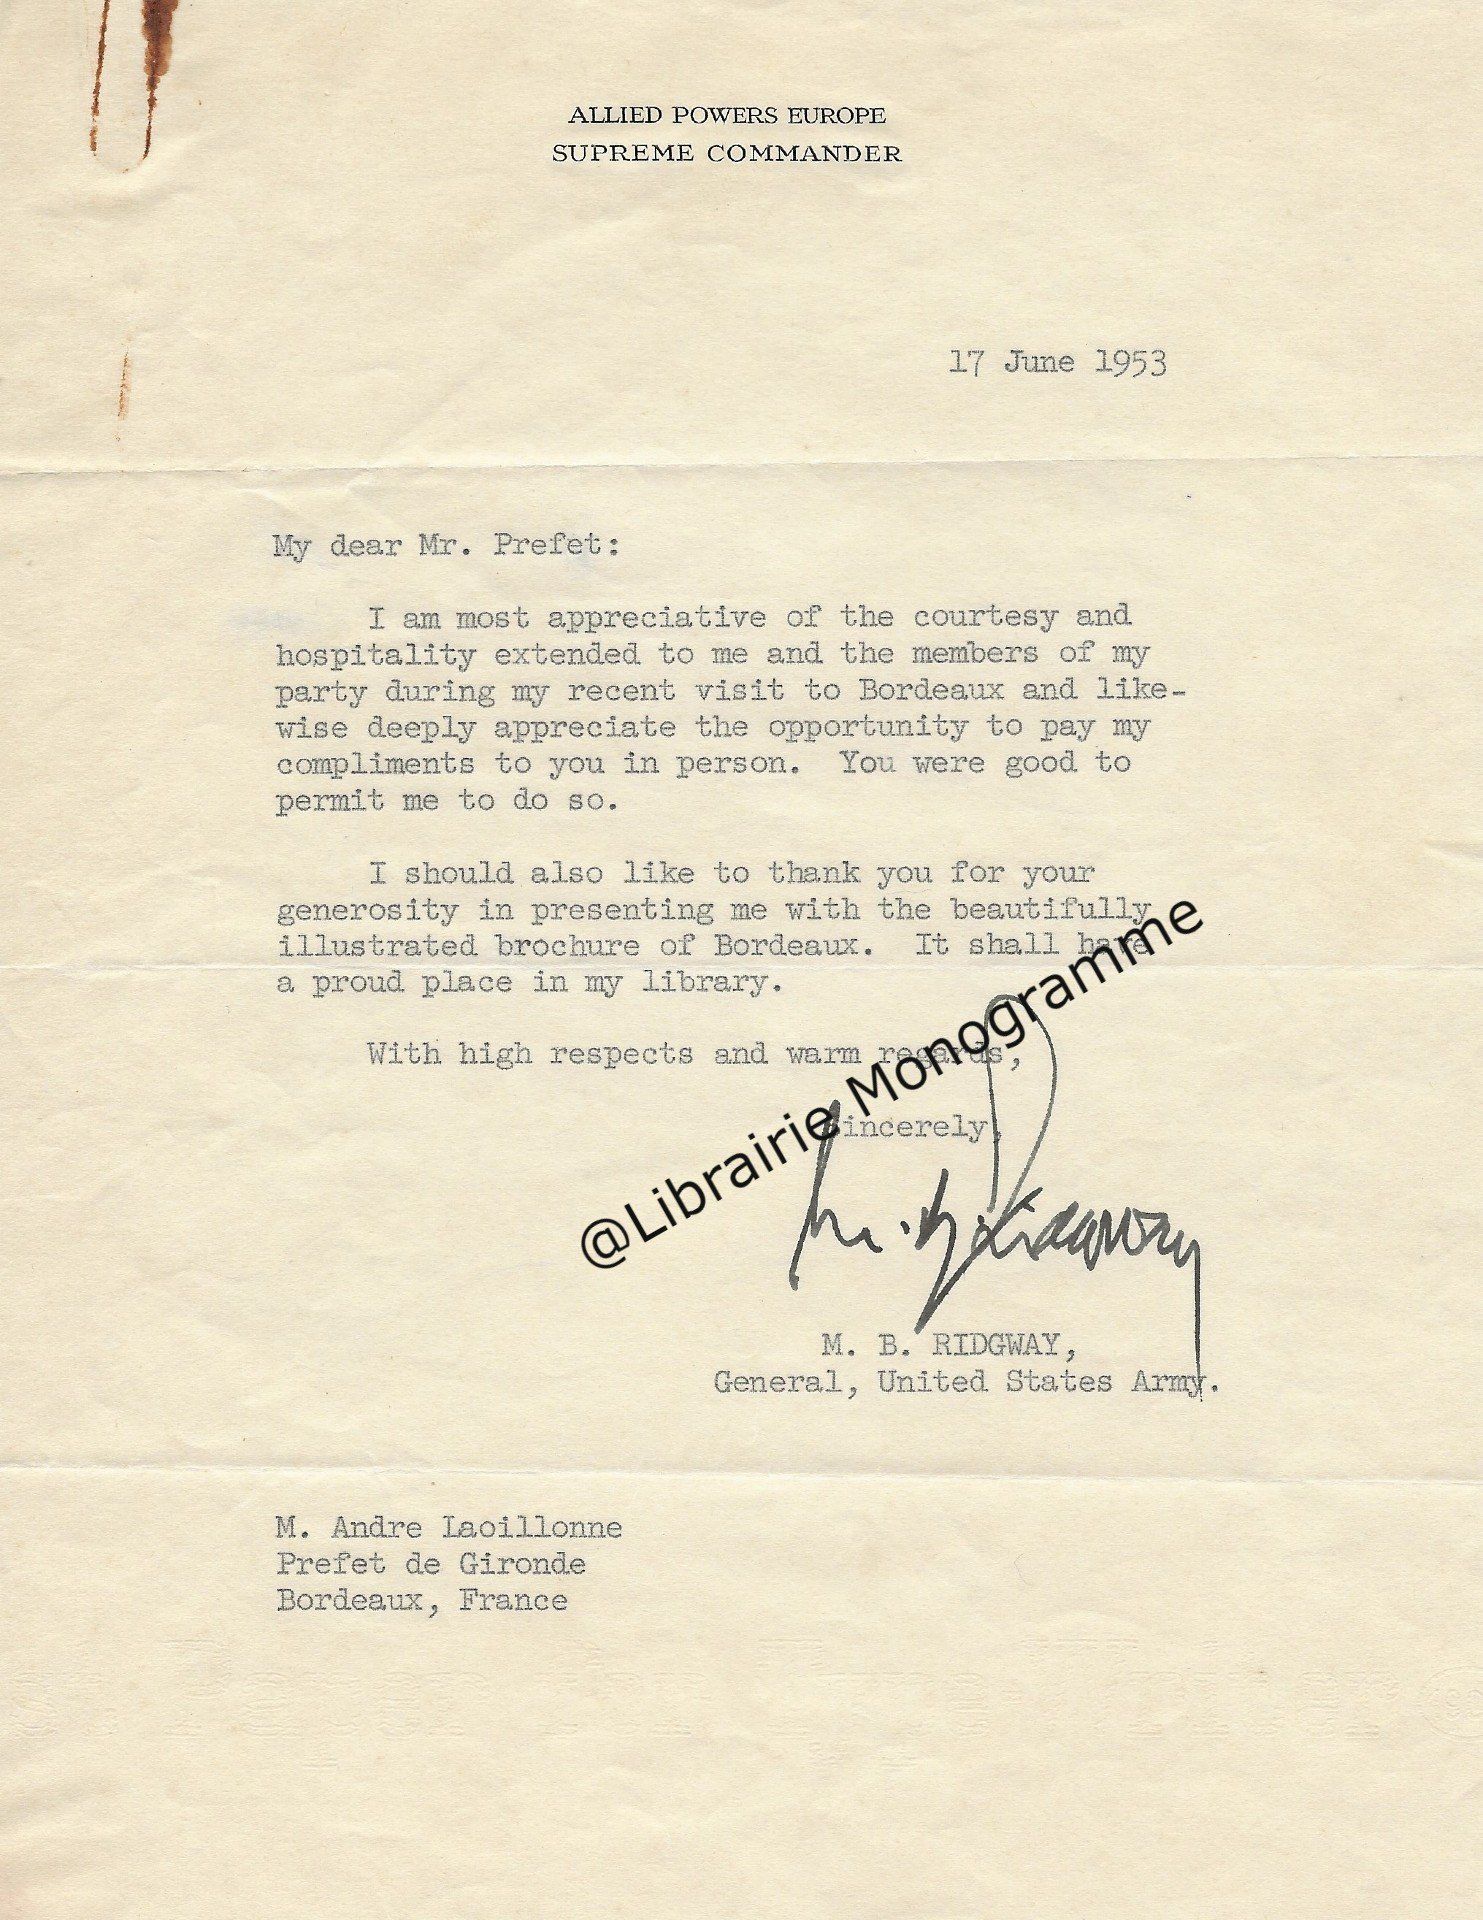 ALLIED POWERS EUROPE
SUPREME COMMANDER
17 June 1953
My dear Mr. Prefet:
I am most appreciative of the courtesy and
hospitality extended to me and the members of my
party during my recent visit to Bordeaux and like-
wise deeply appreciate the opportunity to pay my
compliments to you in person. You were good to
permit me to do so.
I should also like to thank you for your
generosity in presenting me with the beautifully
illustrated brochure of Bordeaux. It shall have
a proud place in my library.
With high respects and warm regards,
Sincerely,
@Librairie Monogramme
M. B. Ridgway
M. B. RIDGWAY,
General, United States Army.
M. Andre Laoillonne
Prefet de Gironde
Bordeaux, France